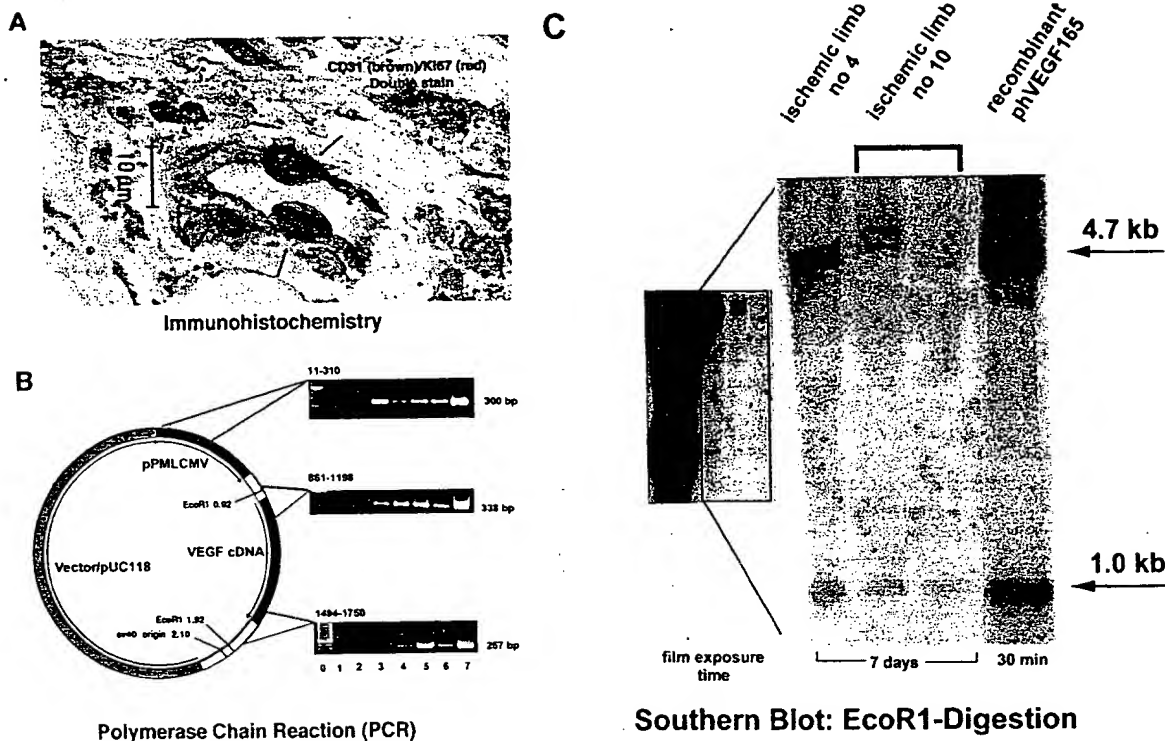 A
CD31 (brown)/Ki67 (red)
Double stain
10 µm
Immunohistochemistry
B
11-310
300 bp
pPMLCMV
EcoR1 0.92
861-1198
338 bp
VEGF cDNA
Vector/pUC118
EcoR1 1.92
sv40 origin 2.10
1494-1750
257 bp
0 1 2 3 4 5 6 7
Polymerase Chain Reaction (PCR)
C
Ischemic limb
no 4
Ischemic limb
no 10
recombinant
phVEGF165
4.7 kb
1.0 kb
film exposure
time
7 days
30 min
Southern Blot: EcoR1-Digestion